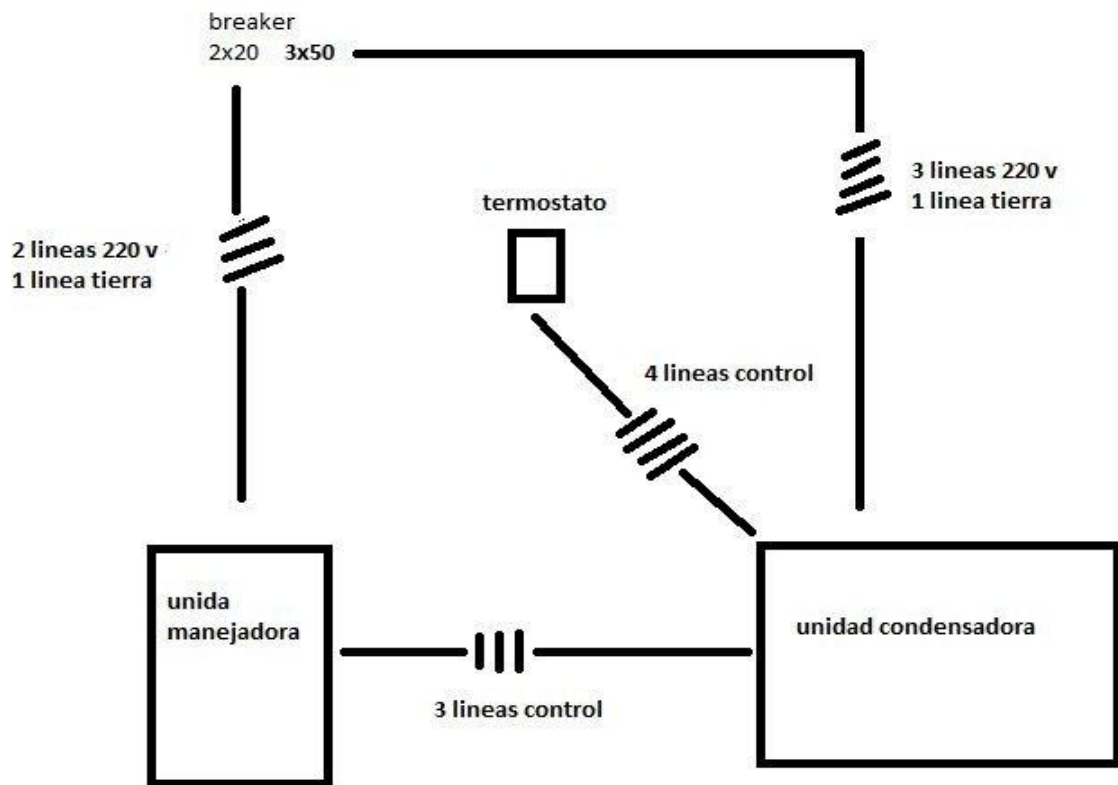 breaker
2x20 3x50
3 lineas 220 v
1 linea tierra
termostato
2 lineas 220 v
1 linea tierra
4 lineas control
unida
manejadora
unidad condensadora
3 lineas control